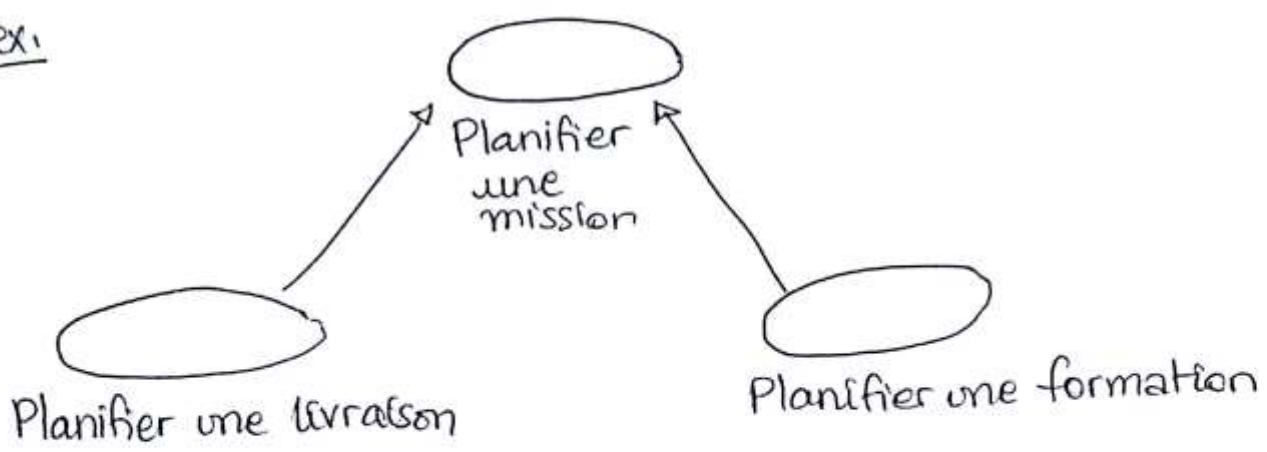 ex:
Planifier
une
mission
Planifier une livraison
Planifier une formation